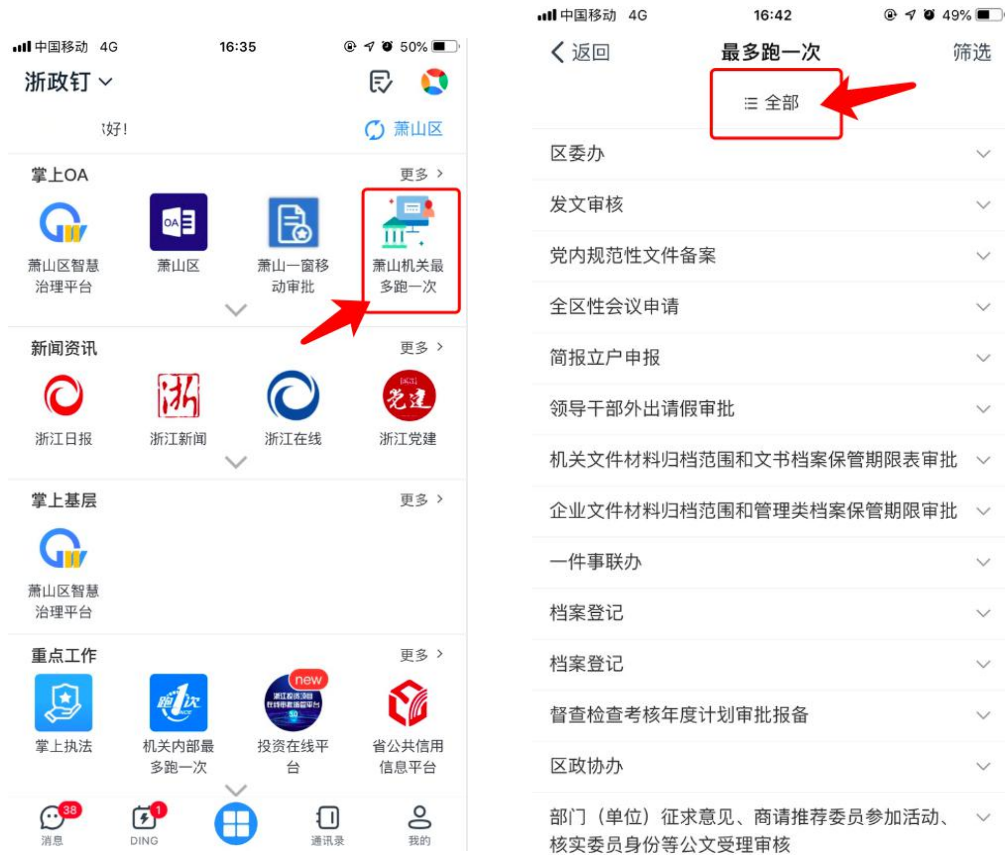 中国移动 4G 16:35 50%
浙政钉
好!
萧山区
掌上OA 更多
OA
萧山区智慧
治理平台
萧山区
萧山一窗移
动审批
萧山机关最
多跑一次
新闻资讯 更多
浙
党建
浙江日报 浙江新闻 浙江在线 浙江党建
掌上基层 更多
萧山区智慧
治理平台
重点工作 更多
跑1次
new
掌上执法
机关内部最
多跑一次
投资在线平
台
省公共信用
信息平台
38 1
消息 DING 通讯录 我的
中国移动 4G 16:42 49%
返回 最多跑一次 筛选
全部
区委办
发文审核
党内规范性文件备案
全区性会议申请
简报立户申报
领导干部外出请假审批
机关文件材料归档范围和文书档案保管期限表审批
企业文件材料归档范围和管理类档案保管期限审批
一件事联办
档案登记
档案登记
督查检查考核年度计划审批报备
区政协办
部门（单位）征求意见、商请推荐委员参加活动、
核实委员身份等公文受理审核